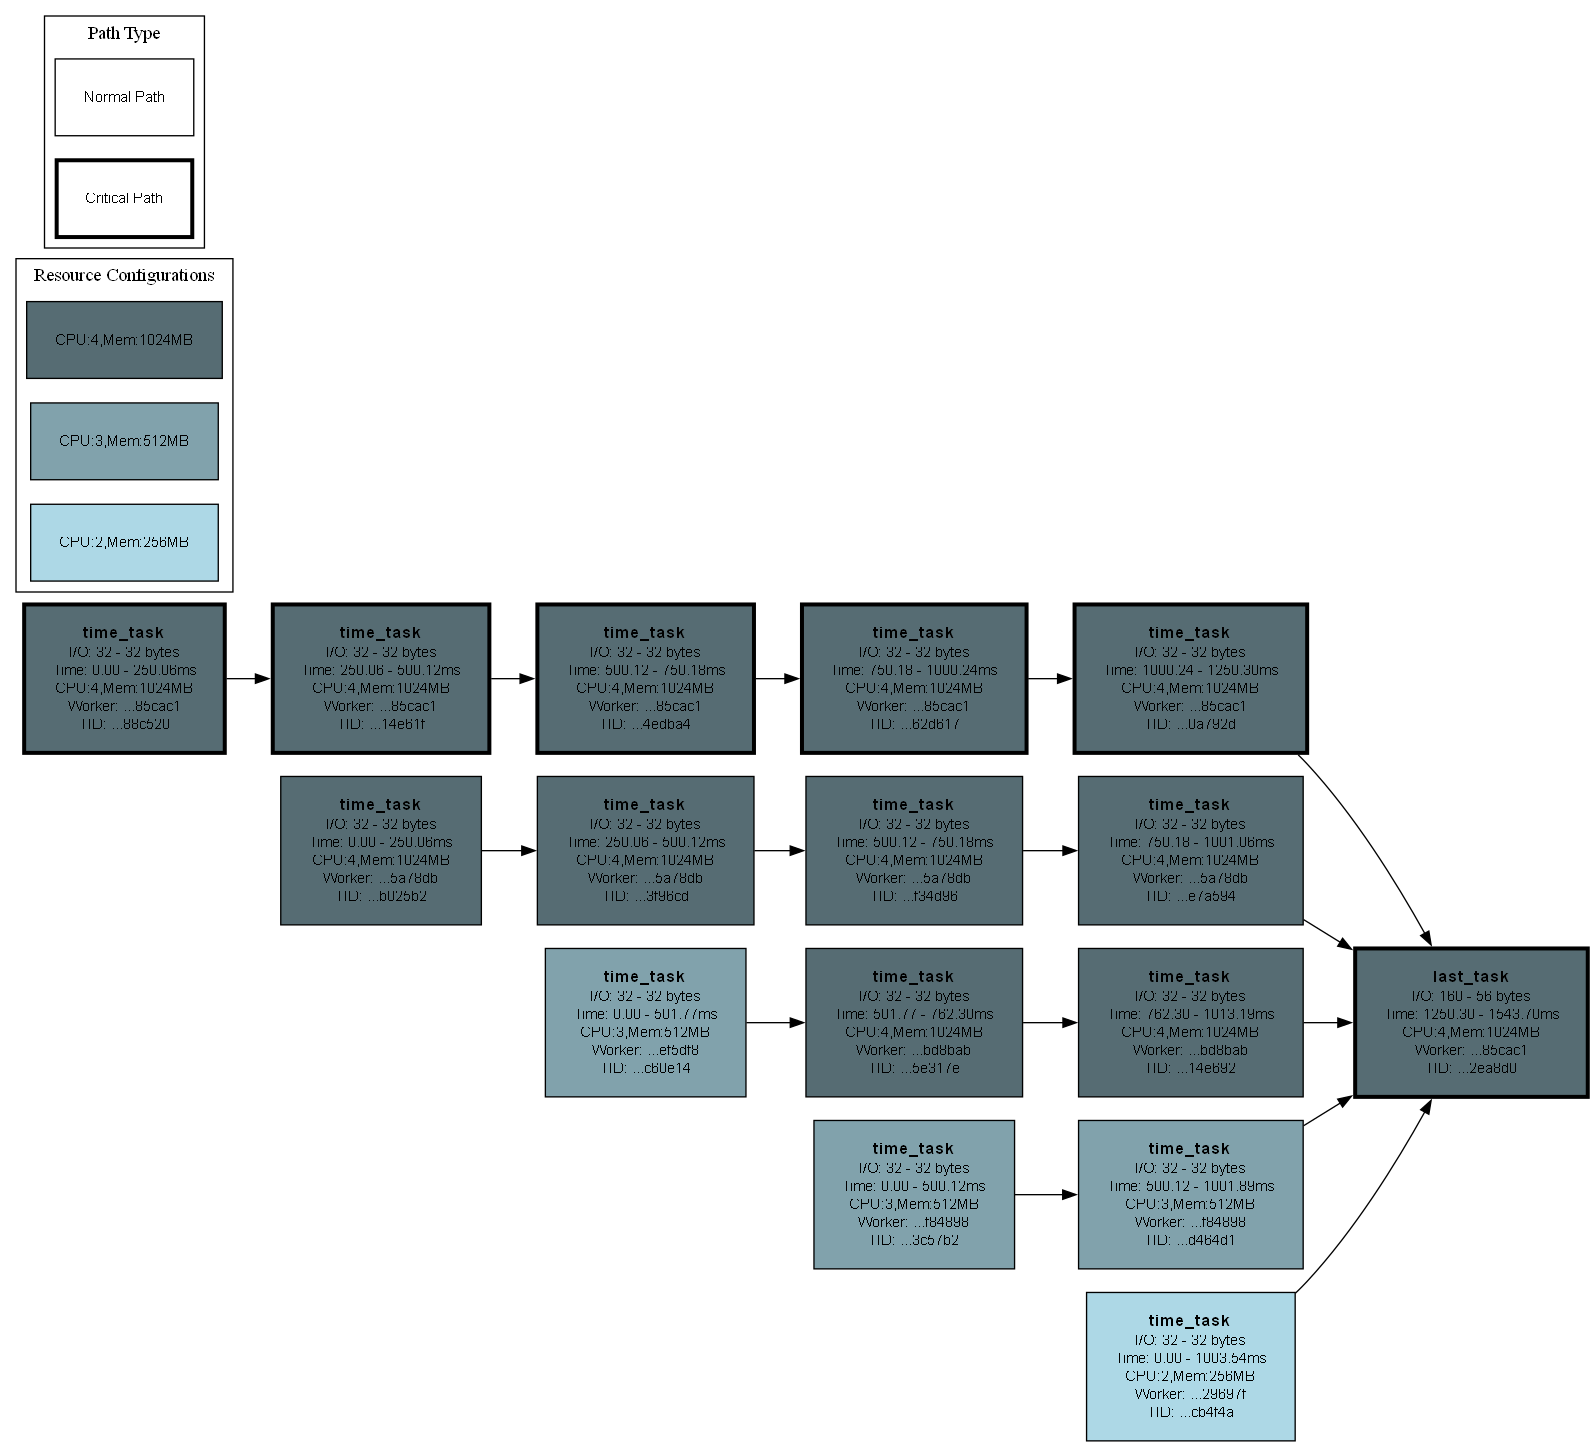 Path Type
Normal Path
Critical Path
Resource Configurations
CPU:4,Mem:1024MB
CPU:3,Mem:512MB
CPU:2,Mem:256MB
time_task
I/O: 32 - 32 bytes
Time: 0.00 - 250.06ms
CPU:4,Mem:1024MB
Worker: ...85cac1
TID: ...88c520
time_task
I/O: 32 - 32 bytes
Time: 250.06 - 500.12ms
CPU:4,Mem:1024MB
Worker: ...85cac1
TID: ...14e61f
time_task
I/O: 32 - 32 bytes
Time: 500.12 - 750.18ms
CPU:4,Mem:1024MB
Worker: ...85cac1
TID: ...4edba4
time_task
I/O: 32 - 32 bytes
Time: 750.18 - 1000.24ms
CPU:4,Mem:1024MB
Worker: ...85cac1
TID: ...62d617
time_task
I/O: 32 - 32 bytes
Time: 1000.24 - 1250.30ms
CPU:4,Mem:1024MB
Worker: ...85cac1
TID: ...0a792d
time_task
I/O: 32 - 32 bytes
Time: 0.00 - 250.06ms
CPU:4,Mem:1024MB
Worker: ...5a78db
TID: ...b025b2
time_task
I/O: 32 - 32 bytes
Time: 250.06 - 500.12ms
CPU:4,Mem:1024MB
Worker: ...5a78db
TID: ...3f96cd
time_task
I/O: 32 - 32 bytes
Time: 500.12 - 750.18ms
CPU:4,Mem:1024MB
Worker: ...5a78db
TID: ...f34d96
time_task
I/O: 32 - 32 bytes
Time: 750.18 - 1001.06ms
CPU:4,Mem:1024MB
Worker: ...5a78db
TID: ...e7a594
time_task
I/O: 32 - 32 bytes
Time: 0.00 - 501.77ms
CPU:3,Mem:512MB
Worker: ...ef5df8
TID: ...c60e14
time_task
I/O: 32 - 32 bytes
Time: 501.77 - 762.30ms
CPU:4,Mem:1024MB
Worker: ...bd8bab
TID: ...5e317e
time_task
I/O: 32 - 32 bytes
Time: 762.30 - 1013.19ms
CPU:4,Mem:1024MB
Worker: ...bd8bab
TID: ...14e692
last_task
I/O: 160 - 56 bytes
Time: 1250.30 - 1543.70ms
CPU:4,Mem:1024MB
Worker: ...85cac1
TID: ...2ea8d0
time_task
I/O: 32 - 32 bytes
Time: 0.00 - 500.12ms
CPU:3,Mem:512MB
Worker: ...f84898
TID: ...3c57b2
time_task
I/O: 32 - 32 bytes
Time: 500.12 - 1001.89ms
CPU:3,Mem:512MB
Worker: ...f84898
TID: ...d464d1
time_task
I/O: 32 - 32 bytes
Time: 0.00 - 1003.54ms
CPU:2,Mem:256MB
Worker: ...29697f
TID: ...cb4f4a